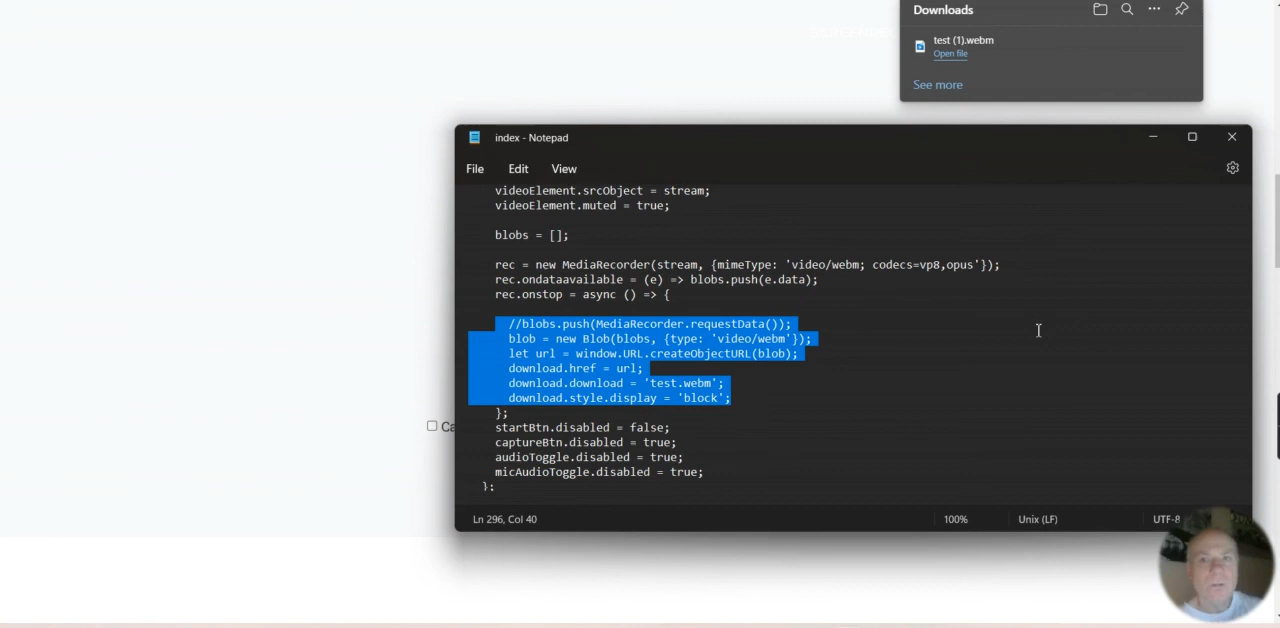 Downloads
test (1).webm
Open file
See more
index - Notepad
File Edit View
videoElement.srcObject = stream;
videoElement.muted = true;
blobs = [];
rec = new MediaRecorder(stream, {mimeType: 'video/webm; codecs=vp8,opus'});
rec.ondataavailable = (e) => blobs.push(e.data);
rec.onstop = async () => {
//blobs.push(MediaRecorder.requestData());
blob = new Blob(blobs, {type: 'video/webm'});
let url = window.URL.createObjectURL(blob);
download.href = url;
download.download = 'test.webm';
download.style.display = 'block';
};
startBtn.disabled = false;
captureBtn.disabled = true;
audioToggle.disabled = true;
micAudioToggle.disabled = true;
};
Ca
Ln 296, Col 40 100% Unix (LF) UTF-8